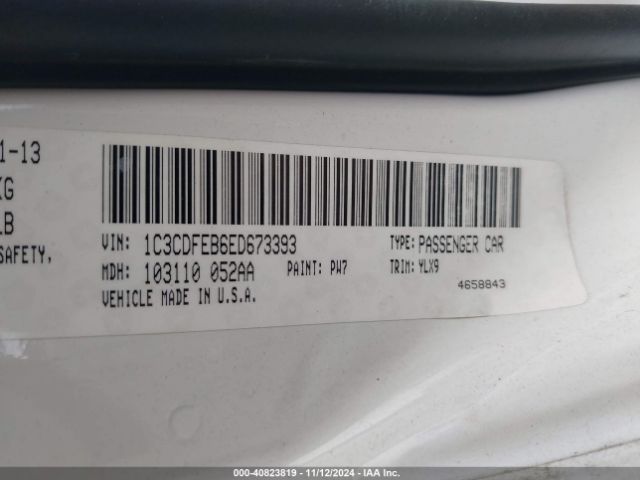 1-13
KG
LB
SAFETY,
VIN: 1C3CDFEB6ED673393 TYPE: PASSENGER CAR
MDH: 103110 052AA PAINT: PW7 TRIM: YLX9
VEHICLE MADE IN U.S.A. 4658843
000-40823819 - 11/12/2024 - IAA Inc.